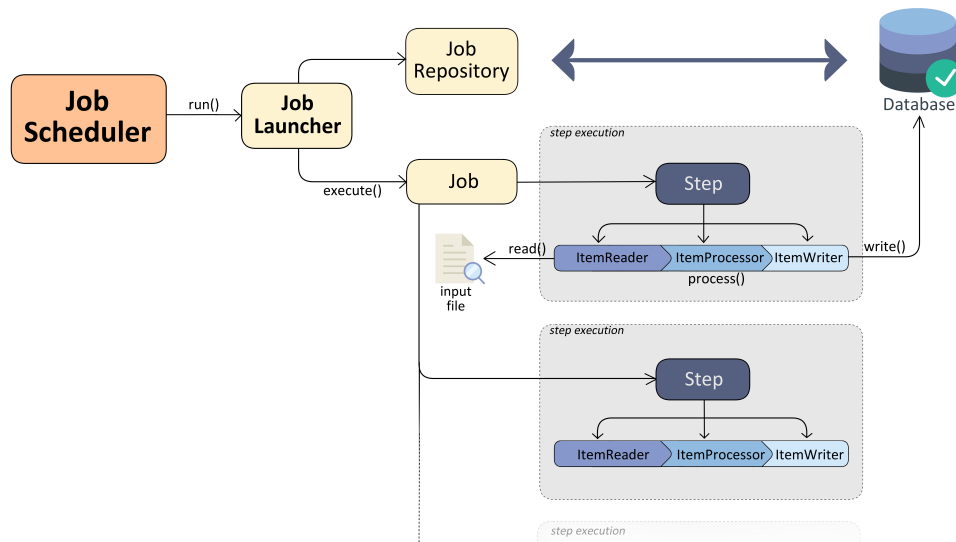 Job
Repository
Job
Scheduler
run()
Job
Launcher
Database
step execution
execute()
Job
Step
read()
ItemReader
ItemProcessor
ItemWriter
write()
process()
input
file
step execution
Step
ItemReader
ItemProcessor
ItemWriter
step execution